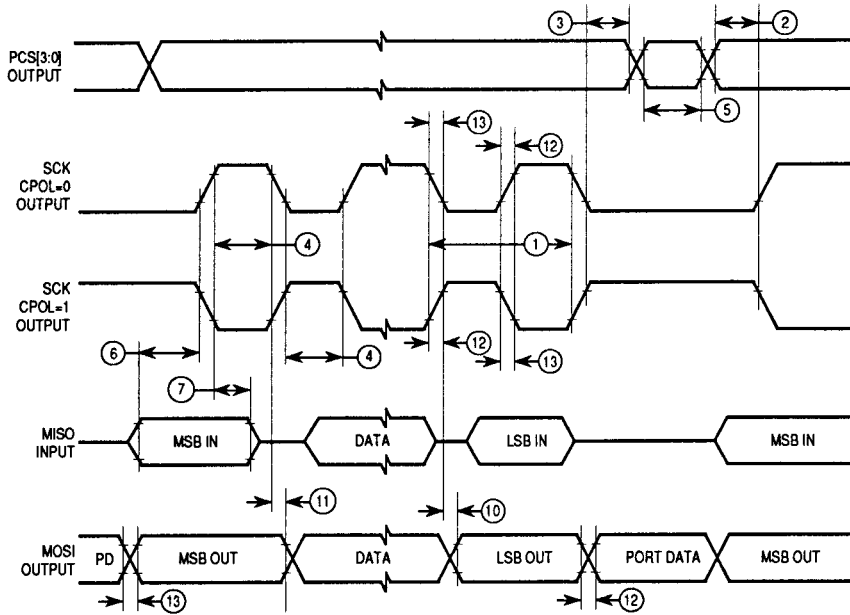 3
2
PCS[3:0]
OUTPUT
5
13
12
SCK
CPOL=0
OUTPUT
4
1
SCK
CPOL=1
OUTPUT
6
4
12
13
7
MISO
INPUT
MSB IN
DATA
LSB IN
MSB IN
11
10
MOSI
OUTPUT
PD
MSB OUT
DATA
LSB OUT
PORT DATA
MSB OUT
13
12